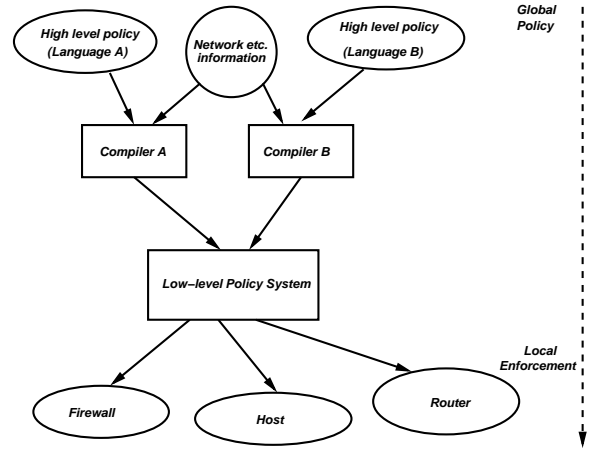 High level policy
(Language A)
Network etc.
information
High level policy
(Language B)
Global
Policy
Compiler A
Compiler B
Low-level Policy System
Local
Enforcement
Firewall
Host
Router